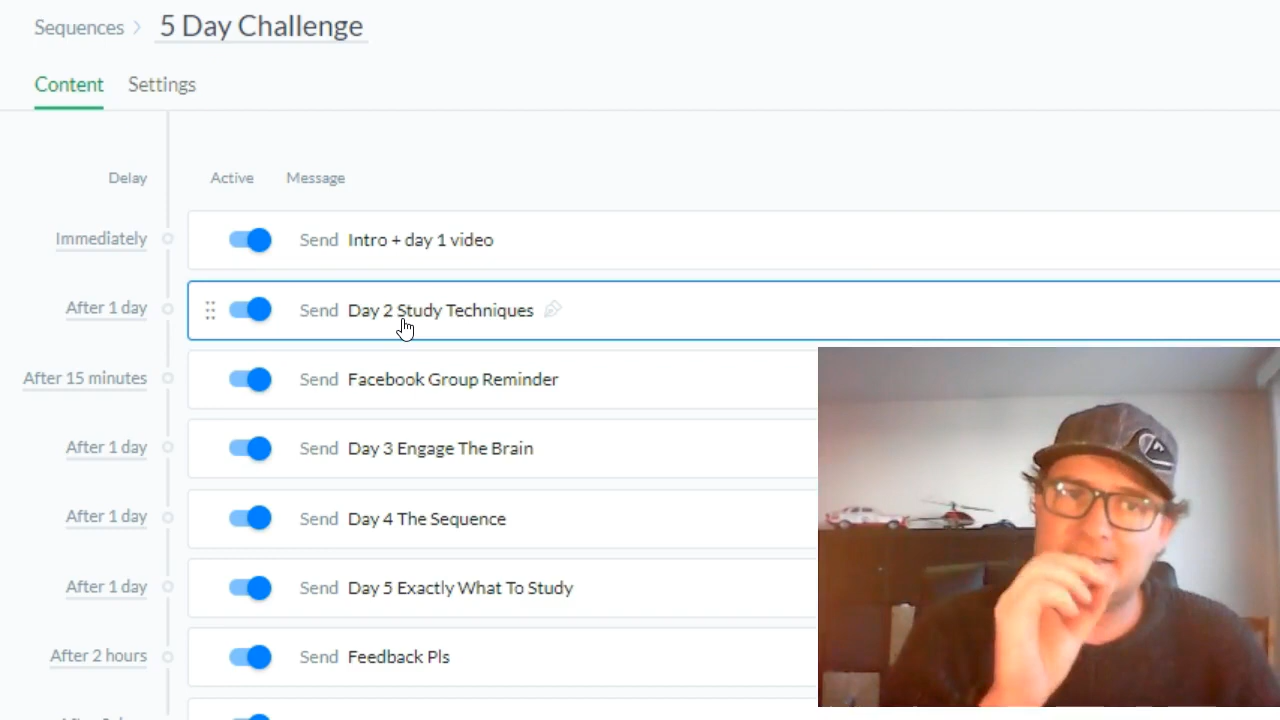 Sequences > 5 Day Challenge
Content Settings
Delay Active Message
Immediately Send Intro + day 1 video
After 1 day Send Day 2 Study Techniques
After 15 minutes Send Facebook Group Reminder
After 1 day Send Day 3 Engage The Brain
After 1 day Send Day 4 The Sequence
After 1 day Send Day 5 Exactly What To Study
After 2 hours Send Feedback Pls